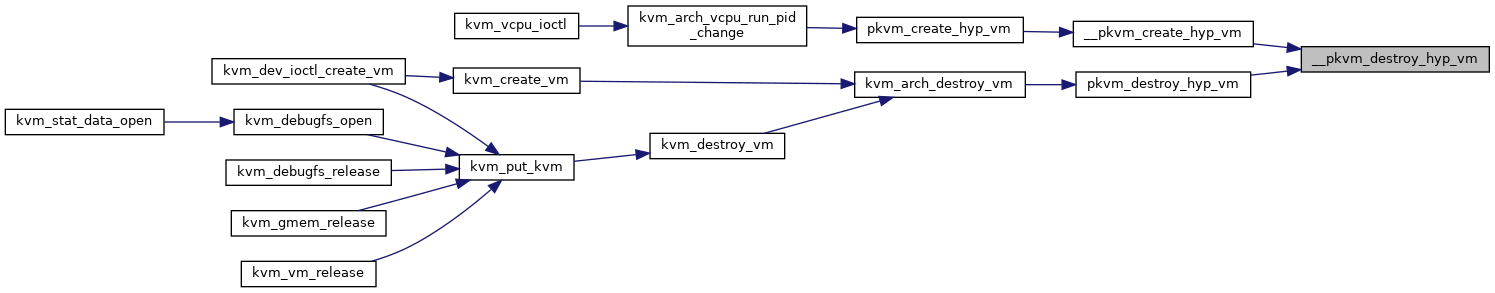 kvm_vcpu_ioctl
kvm_arch_vcpu_run_pid
_change
pkvm_create_hyp_vm
__pkvm_create_hyp_vm
__pkvm_destroy_hyp_vm
kvm_dev_ioctl_create_vm
kvm_create_vm
kvm_arch_destroy_vm
pkvm_destroy_hyp_vm
kvm_stat_data_open
kvm_debugfs_open
kvm_destroy_vm
kvm_debugfs_release
kvm_put_kvm
kvm_gmem_release
kvm_vm_release